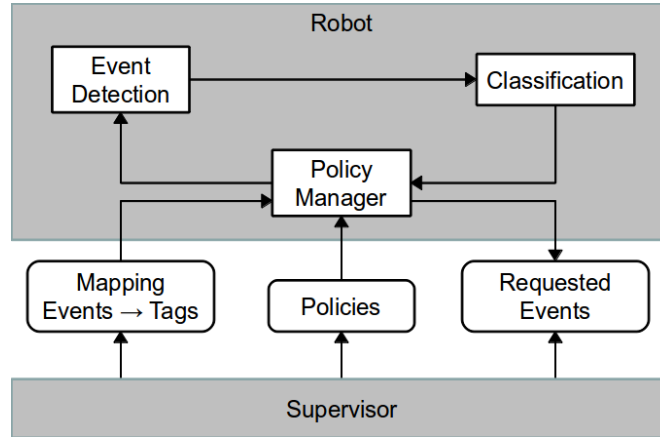 Robot
Event
Detection
Classification
Policy
Manager
Mapping
Events → Tags
Policies
Requested
Events
Supervisor